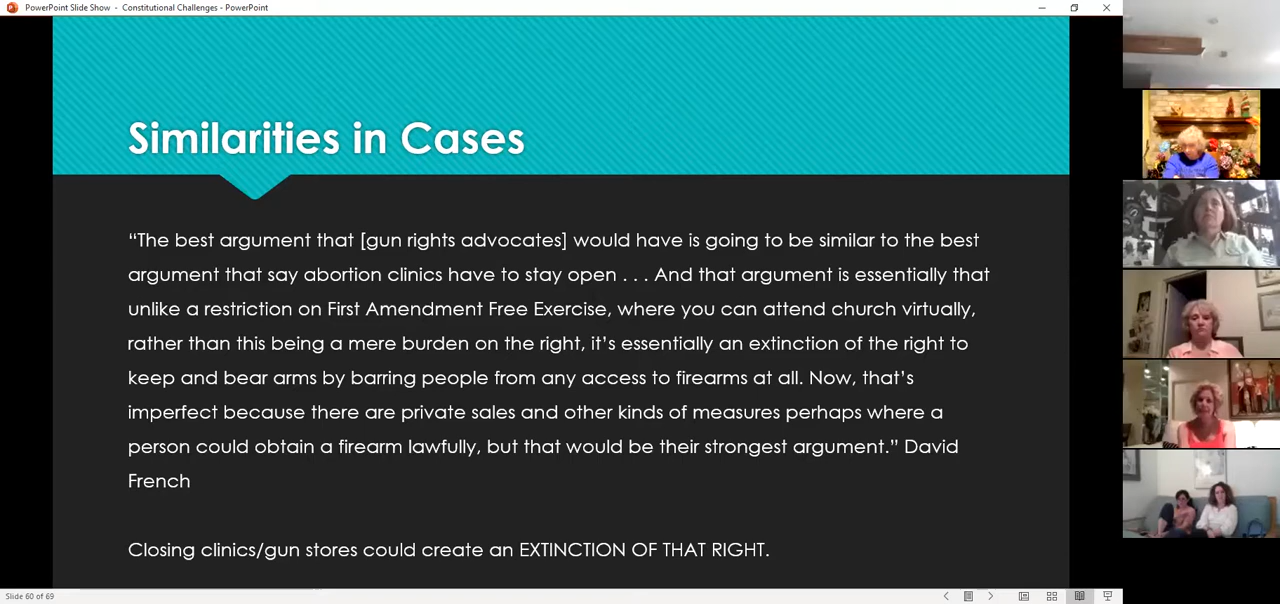 PowerPoint Slide Show - Constitutional Challenges - PowerPoint
Similarities in Cases
“The best argument that [gun rights advocates] would have is going to be similar to the best
argument that say abortion clinics have to stay open . . . And that argument is essentially that
unlike a restriction on First Amendment Free Exercise, where you can attend church virtually,
rather than this being a mere burden on the right, it’s essentially an extinction of the right to
keep and bear arms by barring people from any access to firearms at all. Now, that’s
imperfect because there are private sales and other kinds of measures perhaps where a
person could obtain a firearm lawfully, but that would be their strongest argument.” David
French
Closing clinics/gun stores could create an EXTINCTION OF THAT RIGHT.
Slide 60 of 69